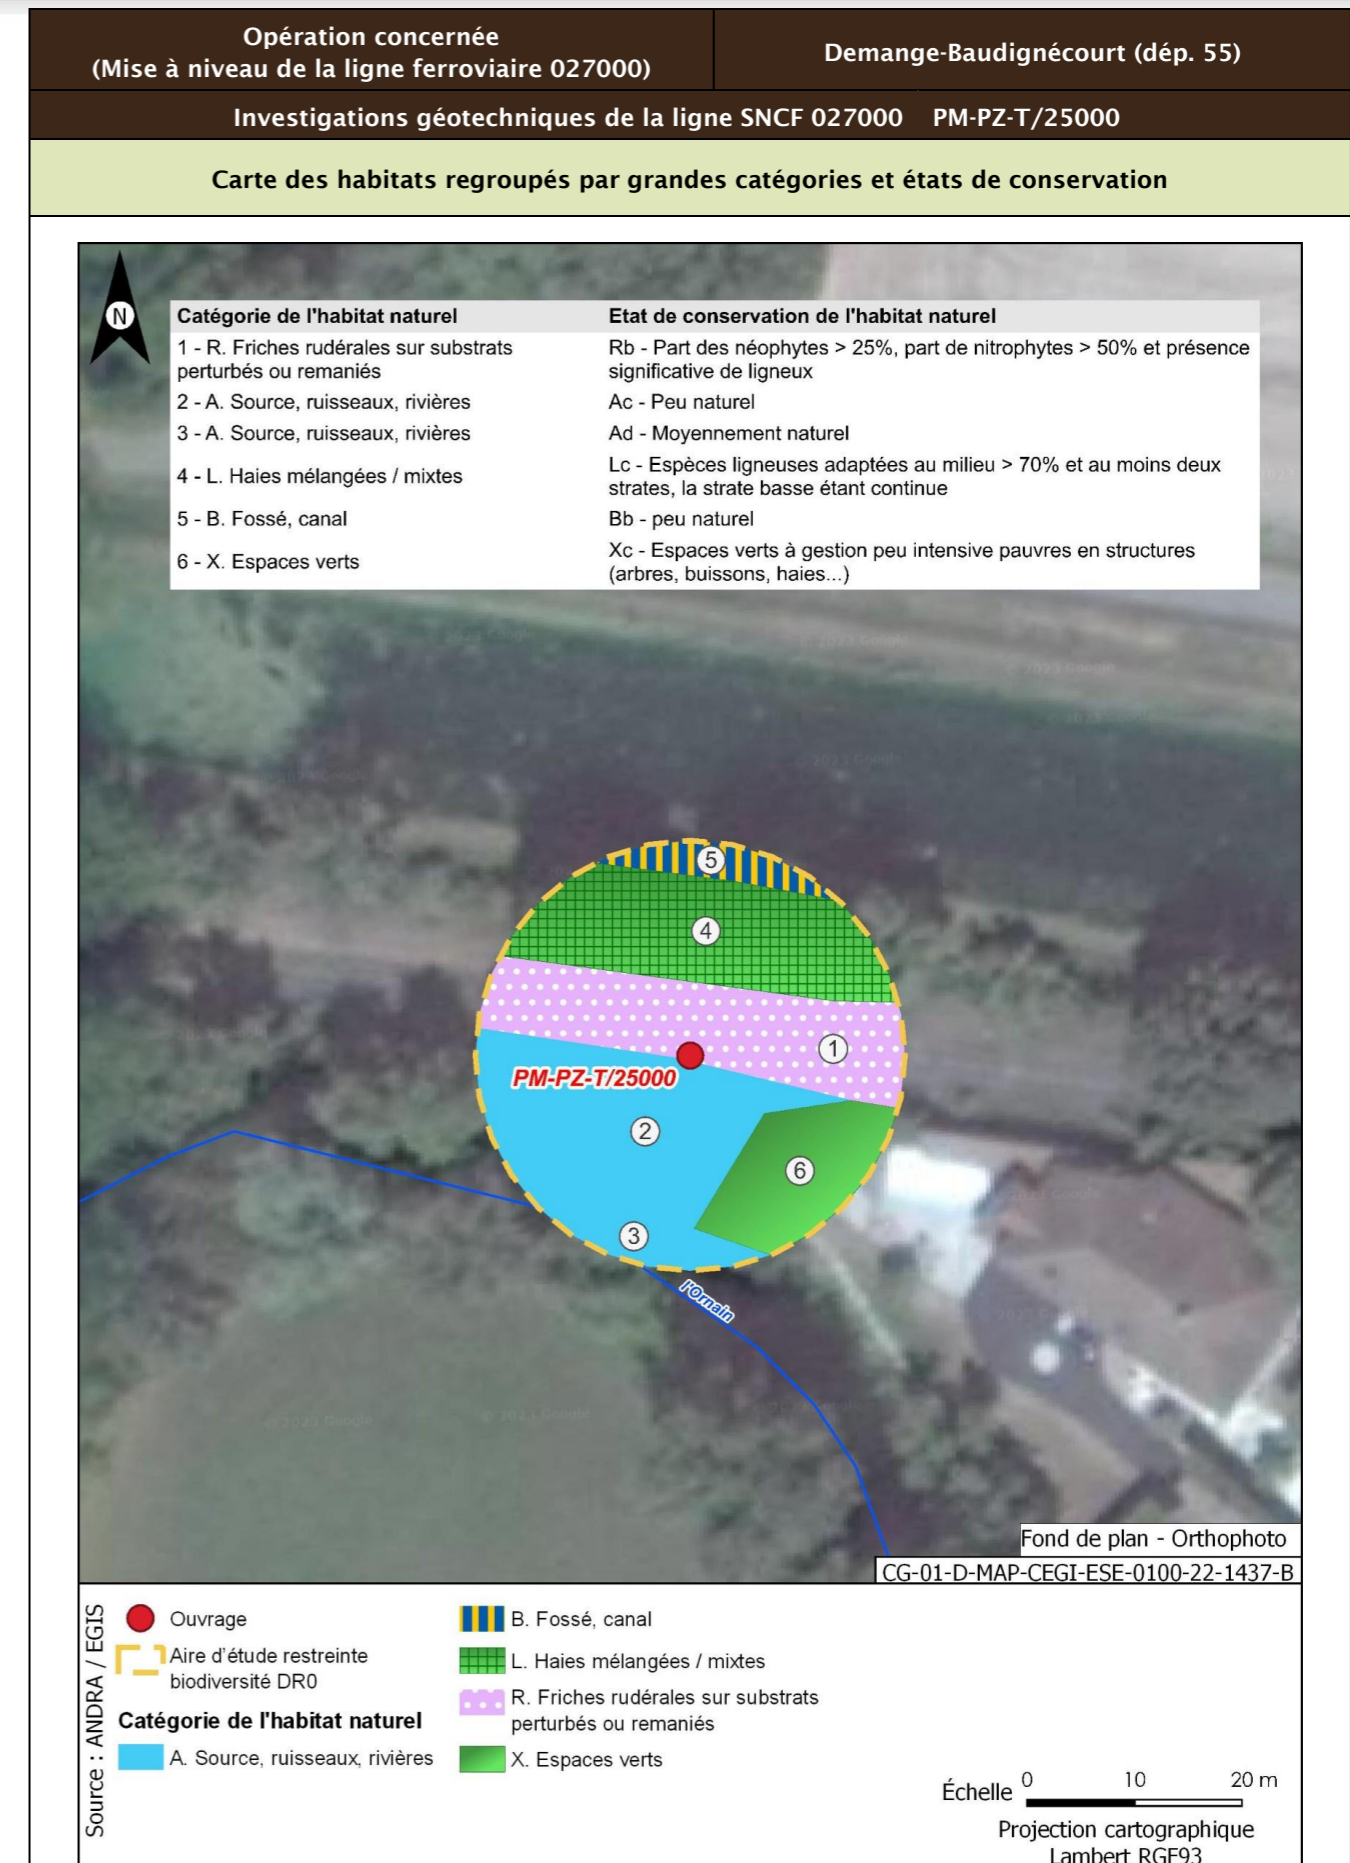 Opération concernée
(Mise à niveau de la ligne ferroviaire 027000)
Demange-Baudignécourt (dép. 55)
Investigations géotechniques de la ligne SNCF 027000 PM-PZ-T/25000
Carte des habitats regroupés par grandes catégories et états de conservation
N
Catégorie de l'habitat naturel Etat de conservation de l'habitat naturel
1 - R. Friches rudérales sur substrats
perturbés ou remaniés
Rb - Part des néophytes > 25%, part de nitrophytes > 50% et présence
significative de ligneux
2 - A. Source, ruisseaux, rivières Ac - Peu naturel
3 - A. Source, ruisseaux, rivières Ad - Moyennement naturel
4 - L. Haies mélangées / mixtes
Lc - Espèces ligneuses adaptées au milieu > 70% et au moins deux
strates, la strate basse étant continue
5 - B. Fossé, canal Bb - peu naturel
6 - X. Espaces verts
Xc - Espaces verts à gestion peu intensive pauvres en structures
(arbres, buissons, haies...)
5
4
1
PM-PZ-T/25000
2
6
3
l'Ornain
Fond de plan - Orthophoto
CG-01-D-MAP-CEGI-ESE-0100-22-1437-B
Source : ANDRA / EGIS
Ouvrage
Aire d'étude restreinte
biodiversité DR0
Catégorie de l'habitat naturel
A. Source, ruisseaux, rivières
B. Fossé, canal
L. Haies mélangées / mixtes
R. Friches rudérales sur substrats
perturbés ou remaniés
X. Espaces verts
Échelle 0 10 20 m
Projection cartographique
Lambert RGF93